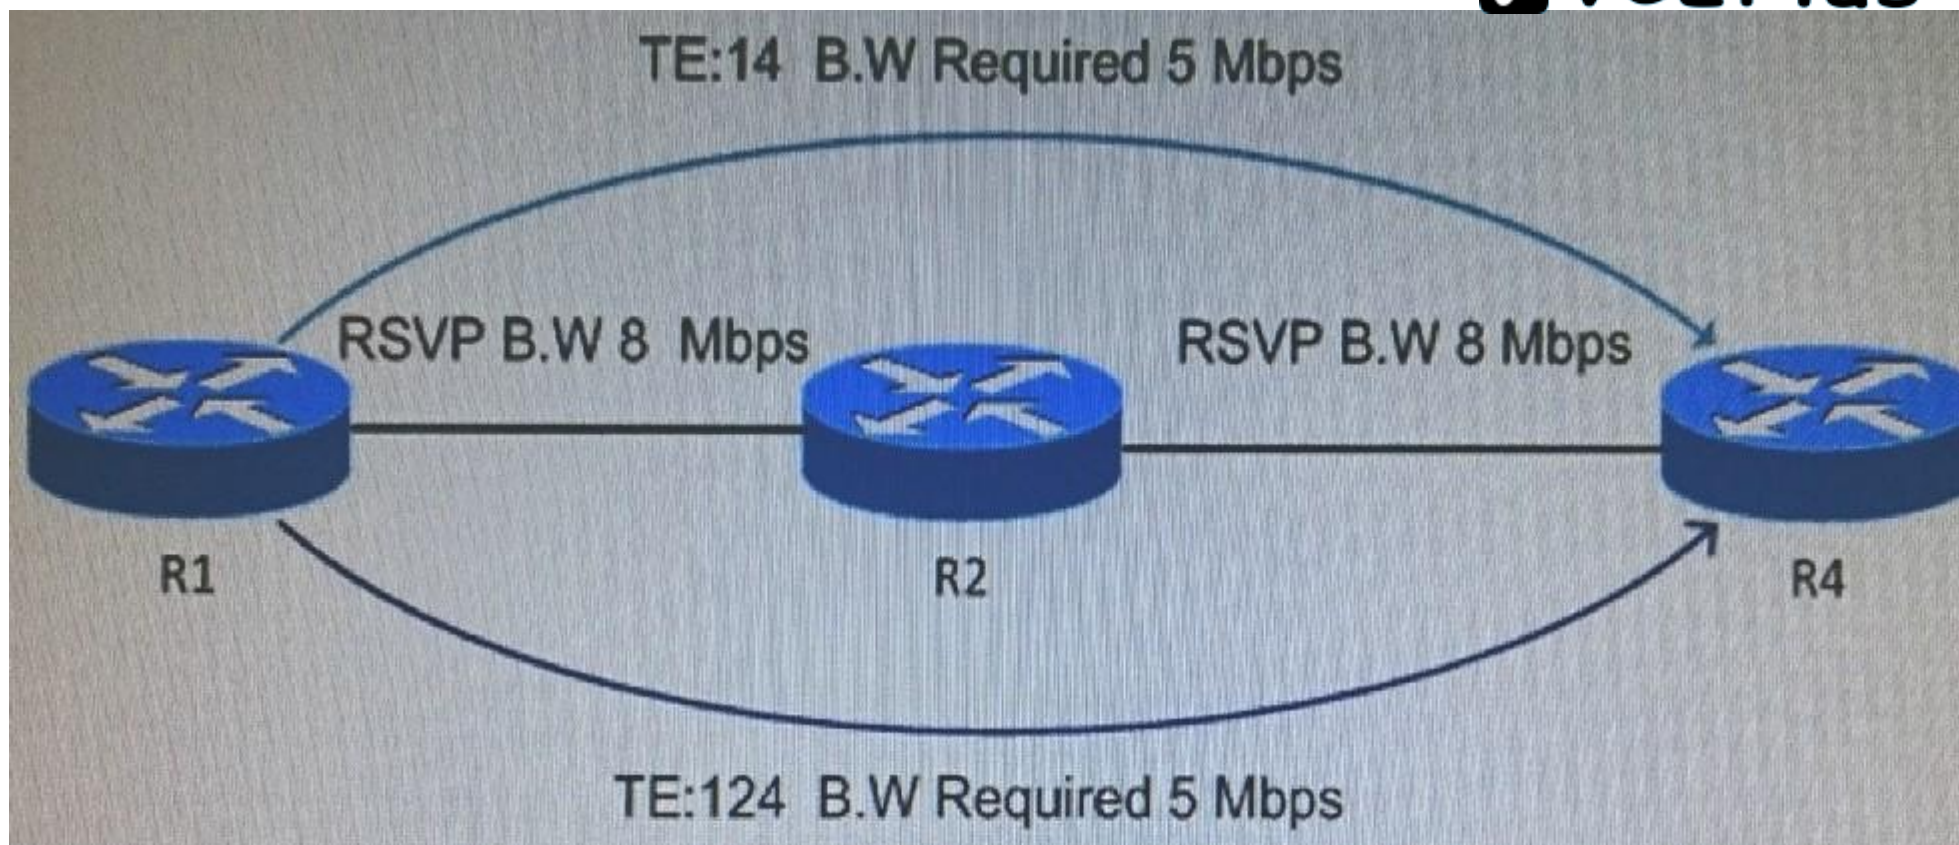 TE:14 B.W Required 5 Mbps
RSVP B.W 8 Mbps
RSVP B.W 8 Mbps
R1
R2
R4
TE:124 B.W Required 5 Mbps